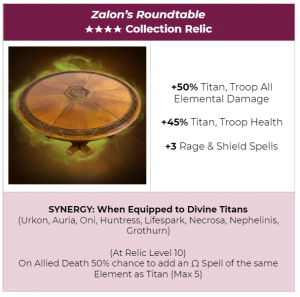 Zalon's Roundtable
★★★★ Collection Relic
+50% Titan, Troop All
Elemental Damage
+45% Titan, Troop Health
+3 Rage & Shield Spells
SYNERGY: When Equipped to Divine Titans
(Urkon, Auria, Oni, Huntress, Lifespark, Necrosa, Nephelinis,
Grothurn)
(At Relic Level 10)
On Allied Death 50% chance to add an Ω Spell of the same
Element as Titan (Max 5)